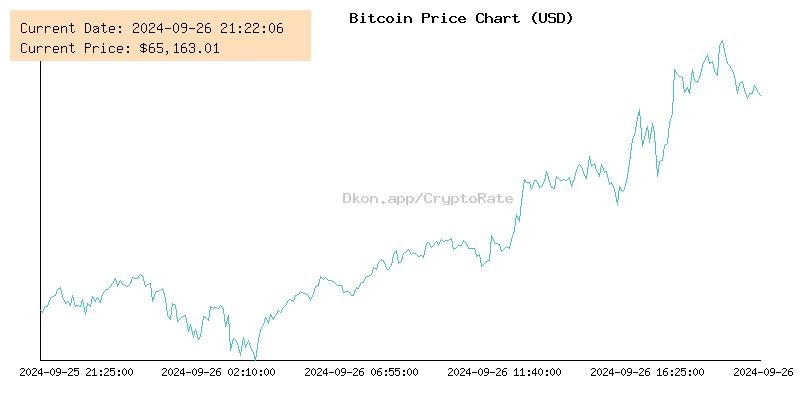 Bitcoin Price Chart (USD)
Current Date: 2024-09-26 21:22:06
Current Price: $65,163.01
Dkon.app/CryptoRate
2024-09-25 21:25:00 2024-09-26 02:10:00 2024-09-26 06:55:00 2024-09-26 11:40:00 2024-09-26 16:25:00 2024-09-26